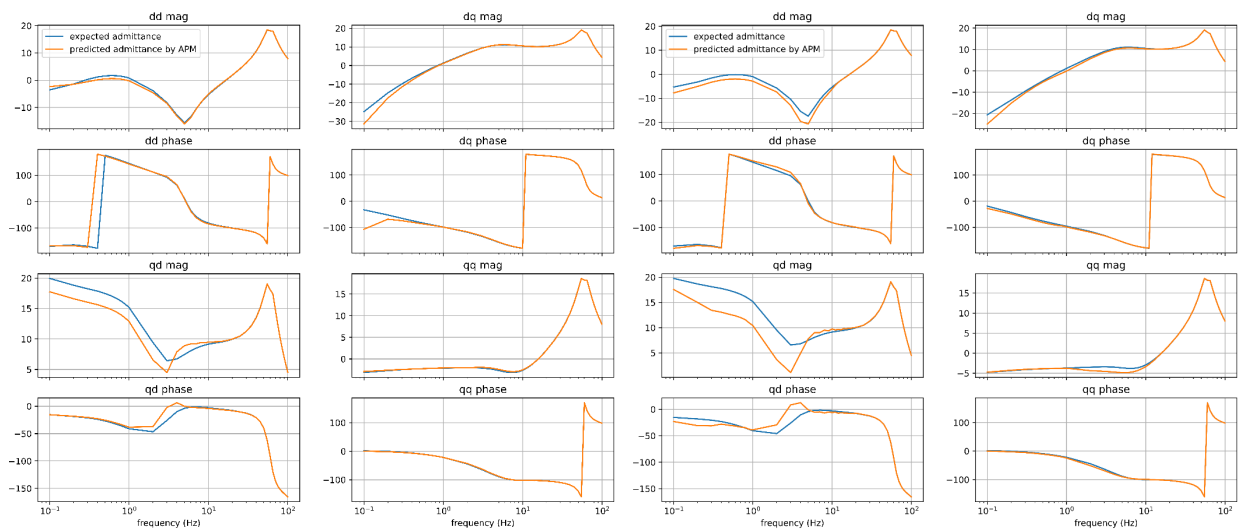 dd mag
dq mag
dd mag
dq mag
expected admittance
predicted admittance by APM
expected admittance
predicted admittance by APM
10
0
−10
20
10
0
−10
−20
−30
10
0
−10
−20
20
10
0
−10
−20
dd phase
dq phase
dd phase
dq phase
100
0
−100
100
0
−100
100
0
−100
100
0
−100
qd mag
qq mag
qd mag
qq mag
20
15
10
5
15
10
5
0
20
15
10
5
15
10
5
0
−5
qd phase
qq phase
qd phase
qq phase
0
−50
−100
−150
100
0
−100
0
−50
−100
−150
100
0
−100
10⁻¹ 10⁰ 10¹ 10²
10⁻¹ 10⁰ 10¹ 10²
10⁻¹ 10⁰ 10¹ 10²
10⁻¹ 10⁰ 10¹ 10²
frequency (Hz)
frequency (Hz)
frequency (Hz)
frequency (Hz)